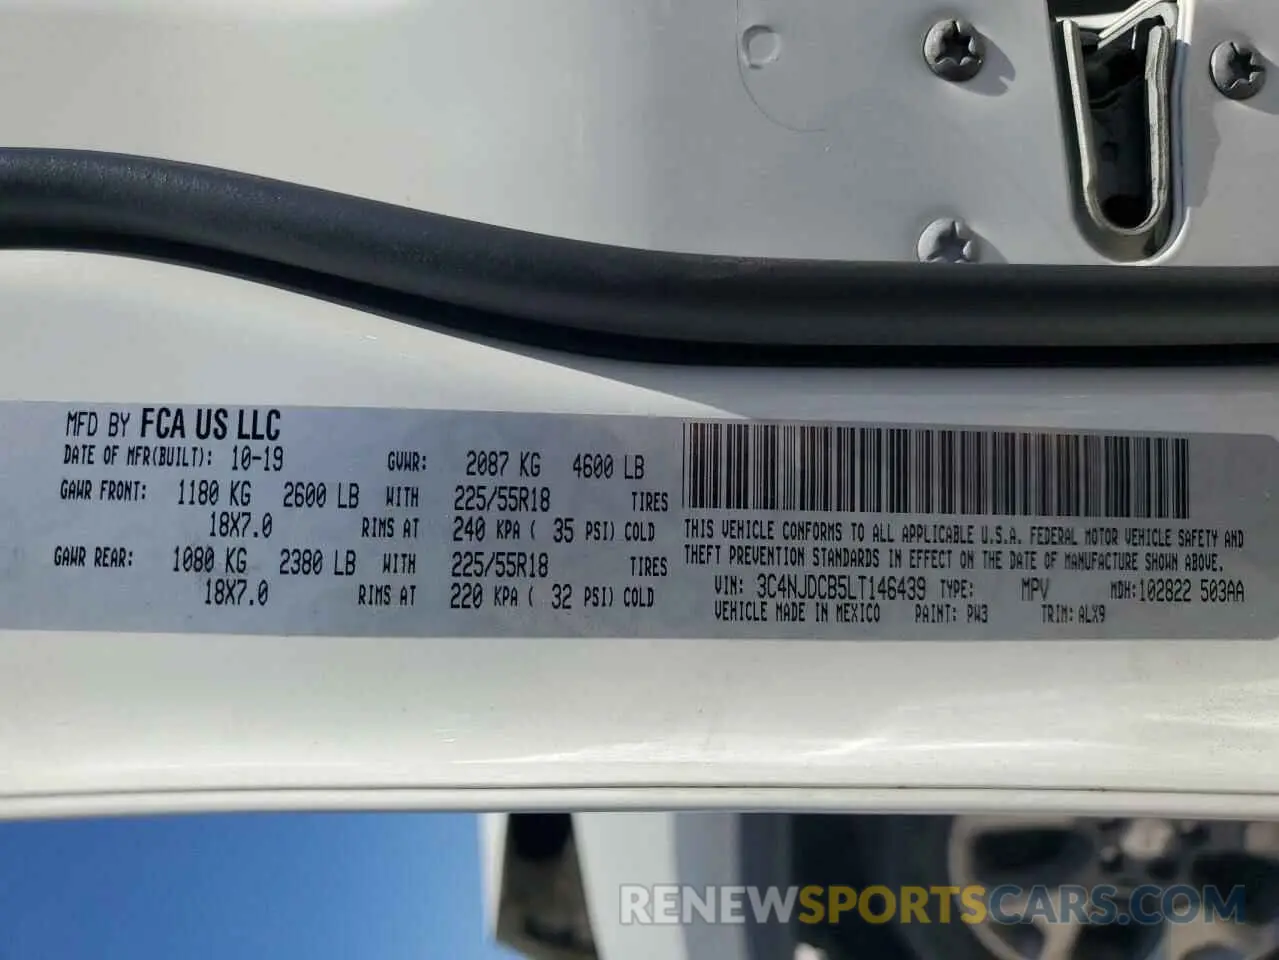 MFD BY FCA US LLC
DATE OF MFR(BUILT): 10-19 GVWR: 2087 KG 4600 LB
GAWR FRONT: 1180 KG 2600 LB WITH 225/55R18 TIRES
18X7.0 RIMS AT 240 KPA ( 35 PSI) COLD
GAWR REAR: 1080 KG 2380 LB WITH 225/55R18 TIRES
18X7.0 RIMS AT 220 KPA ( 32 PSI) COLD
THIS VEHICLE CONFORMS TO ALL APPLICABLE U.S.A. FEDERAL MOTOR VEHICLE SAFETY AND
THEFT PREVENTION STANDARDS IN EFFECT ON THE DATE OF MANUFACTURE SHOWN ABOVE.
VIN: 3C4NJDCB5LT146439 TYPE: MPV MDH:102822 503AA
VEHICLE MADE IN MEXICO PAINT: PW3 TRIM: ALX9
RENEWSPORTSCARS.COM